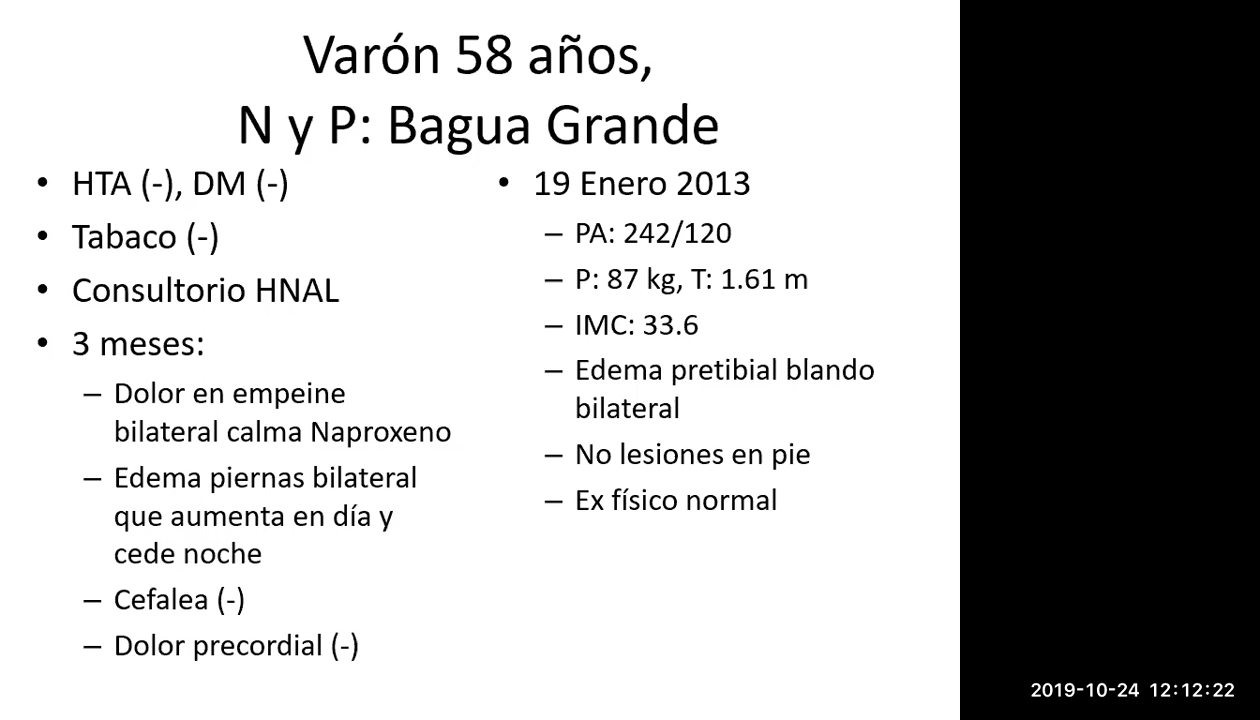 Varón 58 años,
N y P: Bagua Grande
• HTA (-), DM (-)
• Tabaco (-)
• Consultorio HNAL
• 3 meses:
– Dolor en empeine
bilateral calma Naproxeno
– Edema piernas bilateral
que aumenta en día y
cede noche
– Cefalea (-)
– Dolor precordial (-)
• 19 Enero 2013
– PA: 242/120
– P: 87 kg, T: 1.61 m
– IMC: 33.6
– Edema pretibial blando
bilateral
– No lesiones en pie
– Ex físico normal
2019-10-24 12:12:22